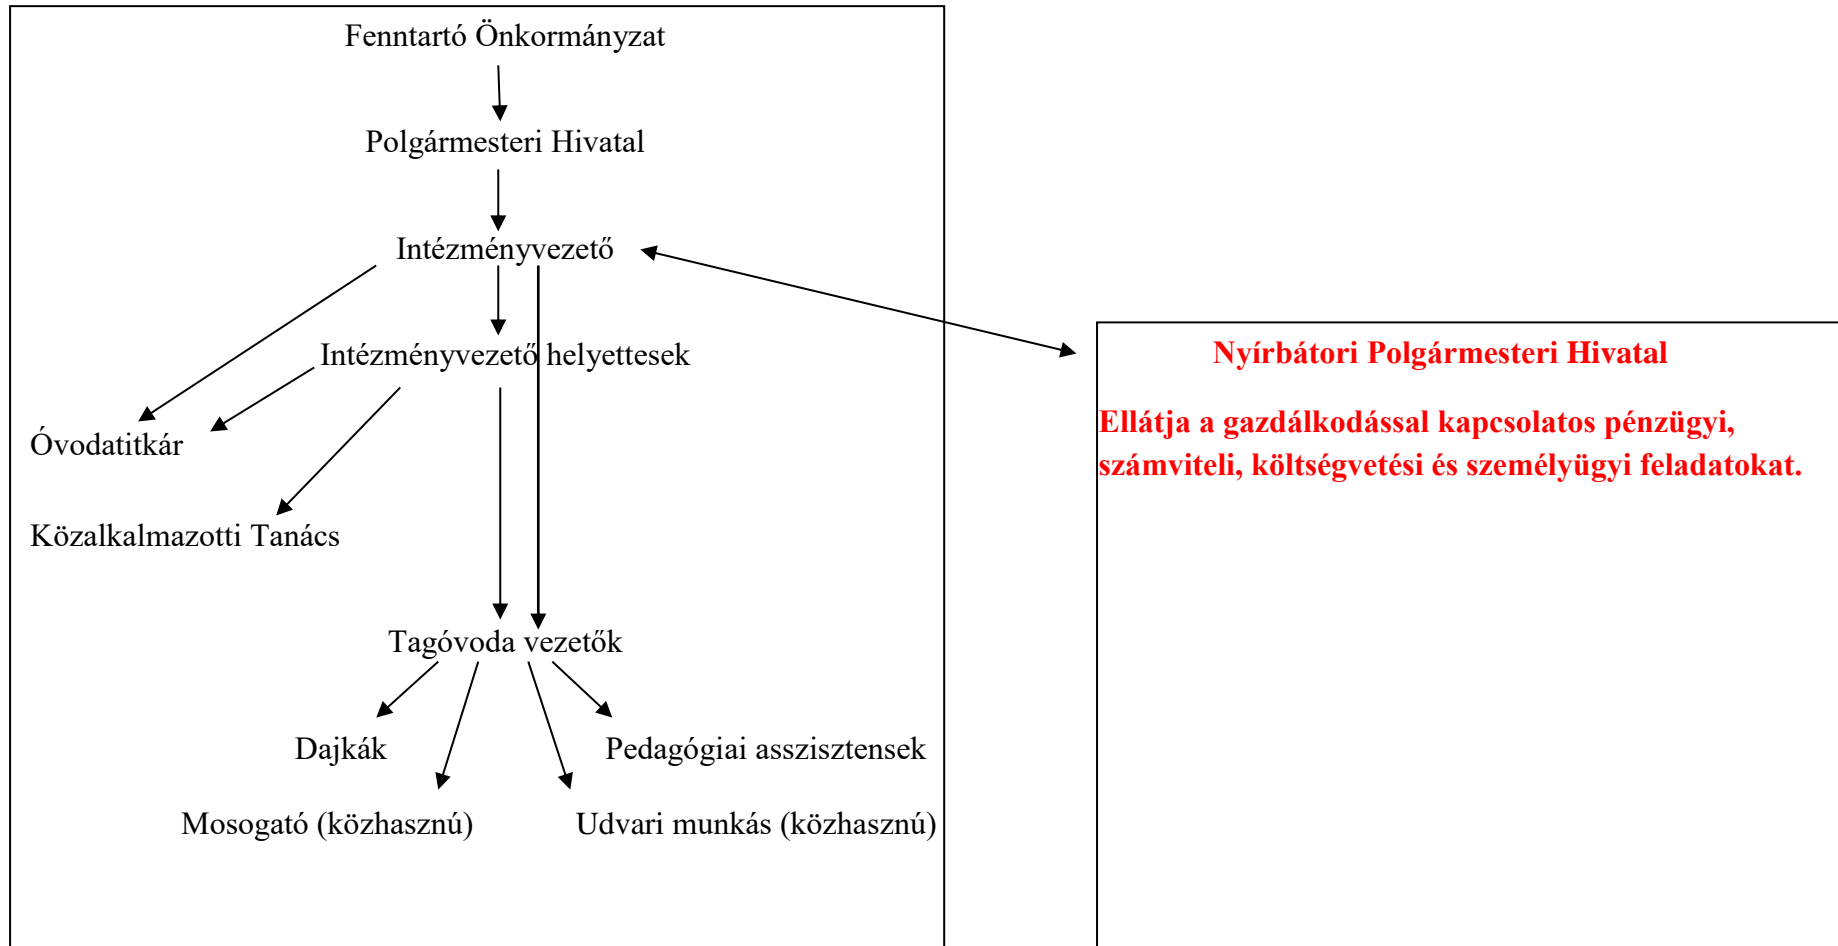 Fenntartó Önkormányzat
Polgármesteri Hivatal
Intézményvezető
Intézményvezető helyettesek
Óvodatitkár
Közalkalmazotti Tanács
Tagóvoda vezetők
Dajkák
Pedagógiai asszisztensek
Mosogató (közhasznú)
Udvari munkás (közhasznú)
Nyírbátori Polgármesteri Hivatal
Ellátja a gazdálkodással kapcsolatos pénzügyi,
számviteli, költségvetési és személyügyi feladatokat.